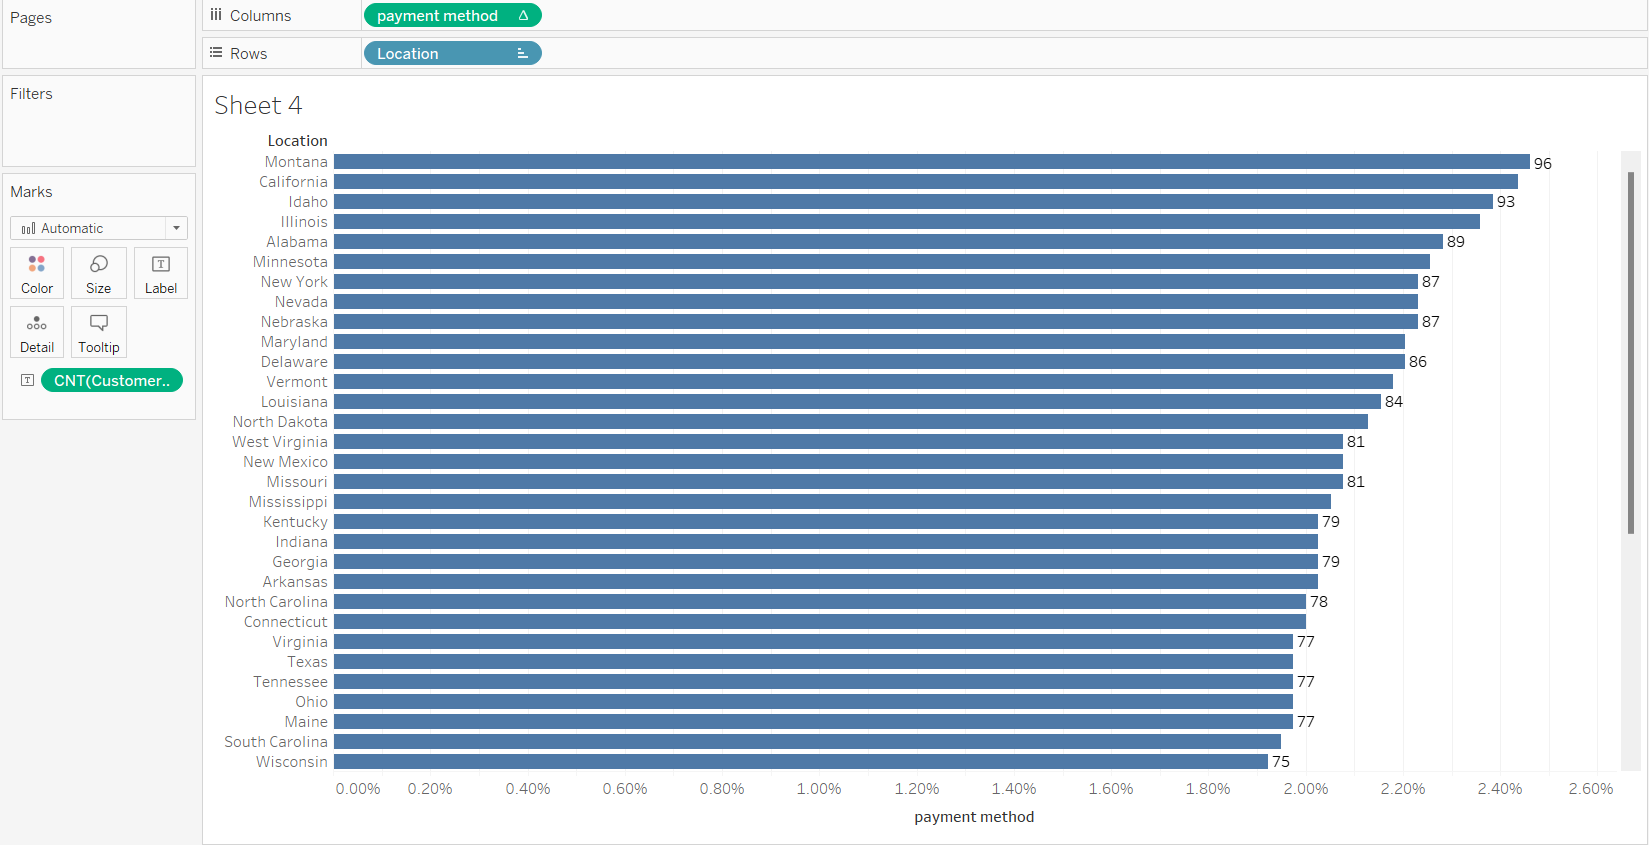 Pages
Columns
payment method
Rows
Location
Filters
Marks
Automatic
Color
Size
Label
Detail
Tooltip
CNT(Customer..
Sheet 4
Location
Montana 96
California
Idaho 93
Illinois
Alabama 89
Minnesota
New York 87
Nevada
Nebraska 87
Maryland
Delaware 86
Vermont
Louisiana 84
North Dakota
West Virginia 81
New Mexico
Missouri 81
Mississippi
Kentucky 79
Indiana
Georgia 79
Arkansas
North Carolina 78
Connecticut
Virginia 77
Texas
Tennessee 77
Ohio
Maine 77
South Carolina
Wisconsin 75
0.00% 0.20% 0.40% 0.60% 0.80% 1.00% 1.20% 1.40% 1.60% 1.80% 2.00% 2.20% 2.40% 2.60%
payment method